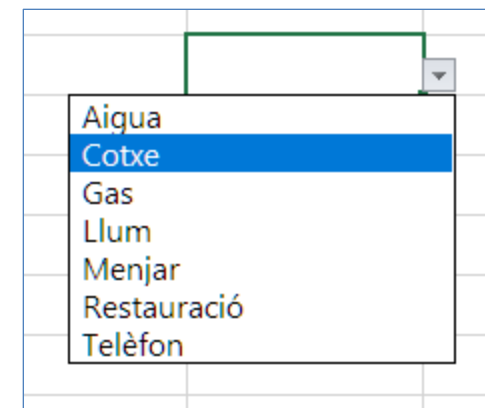 Aigua
Cotxe
Gas
Llum
Menjar
Restauració
Telèfon